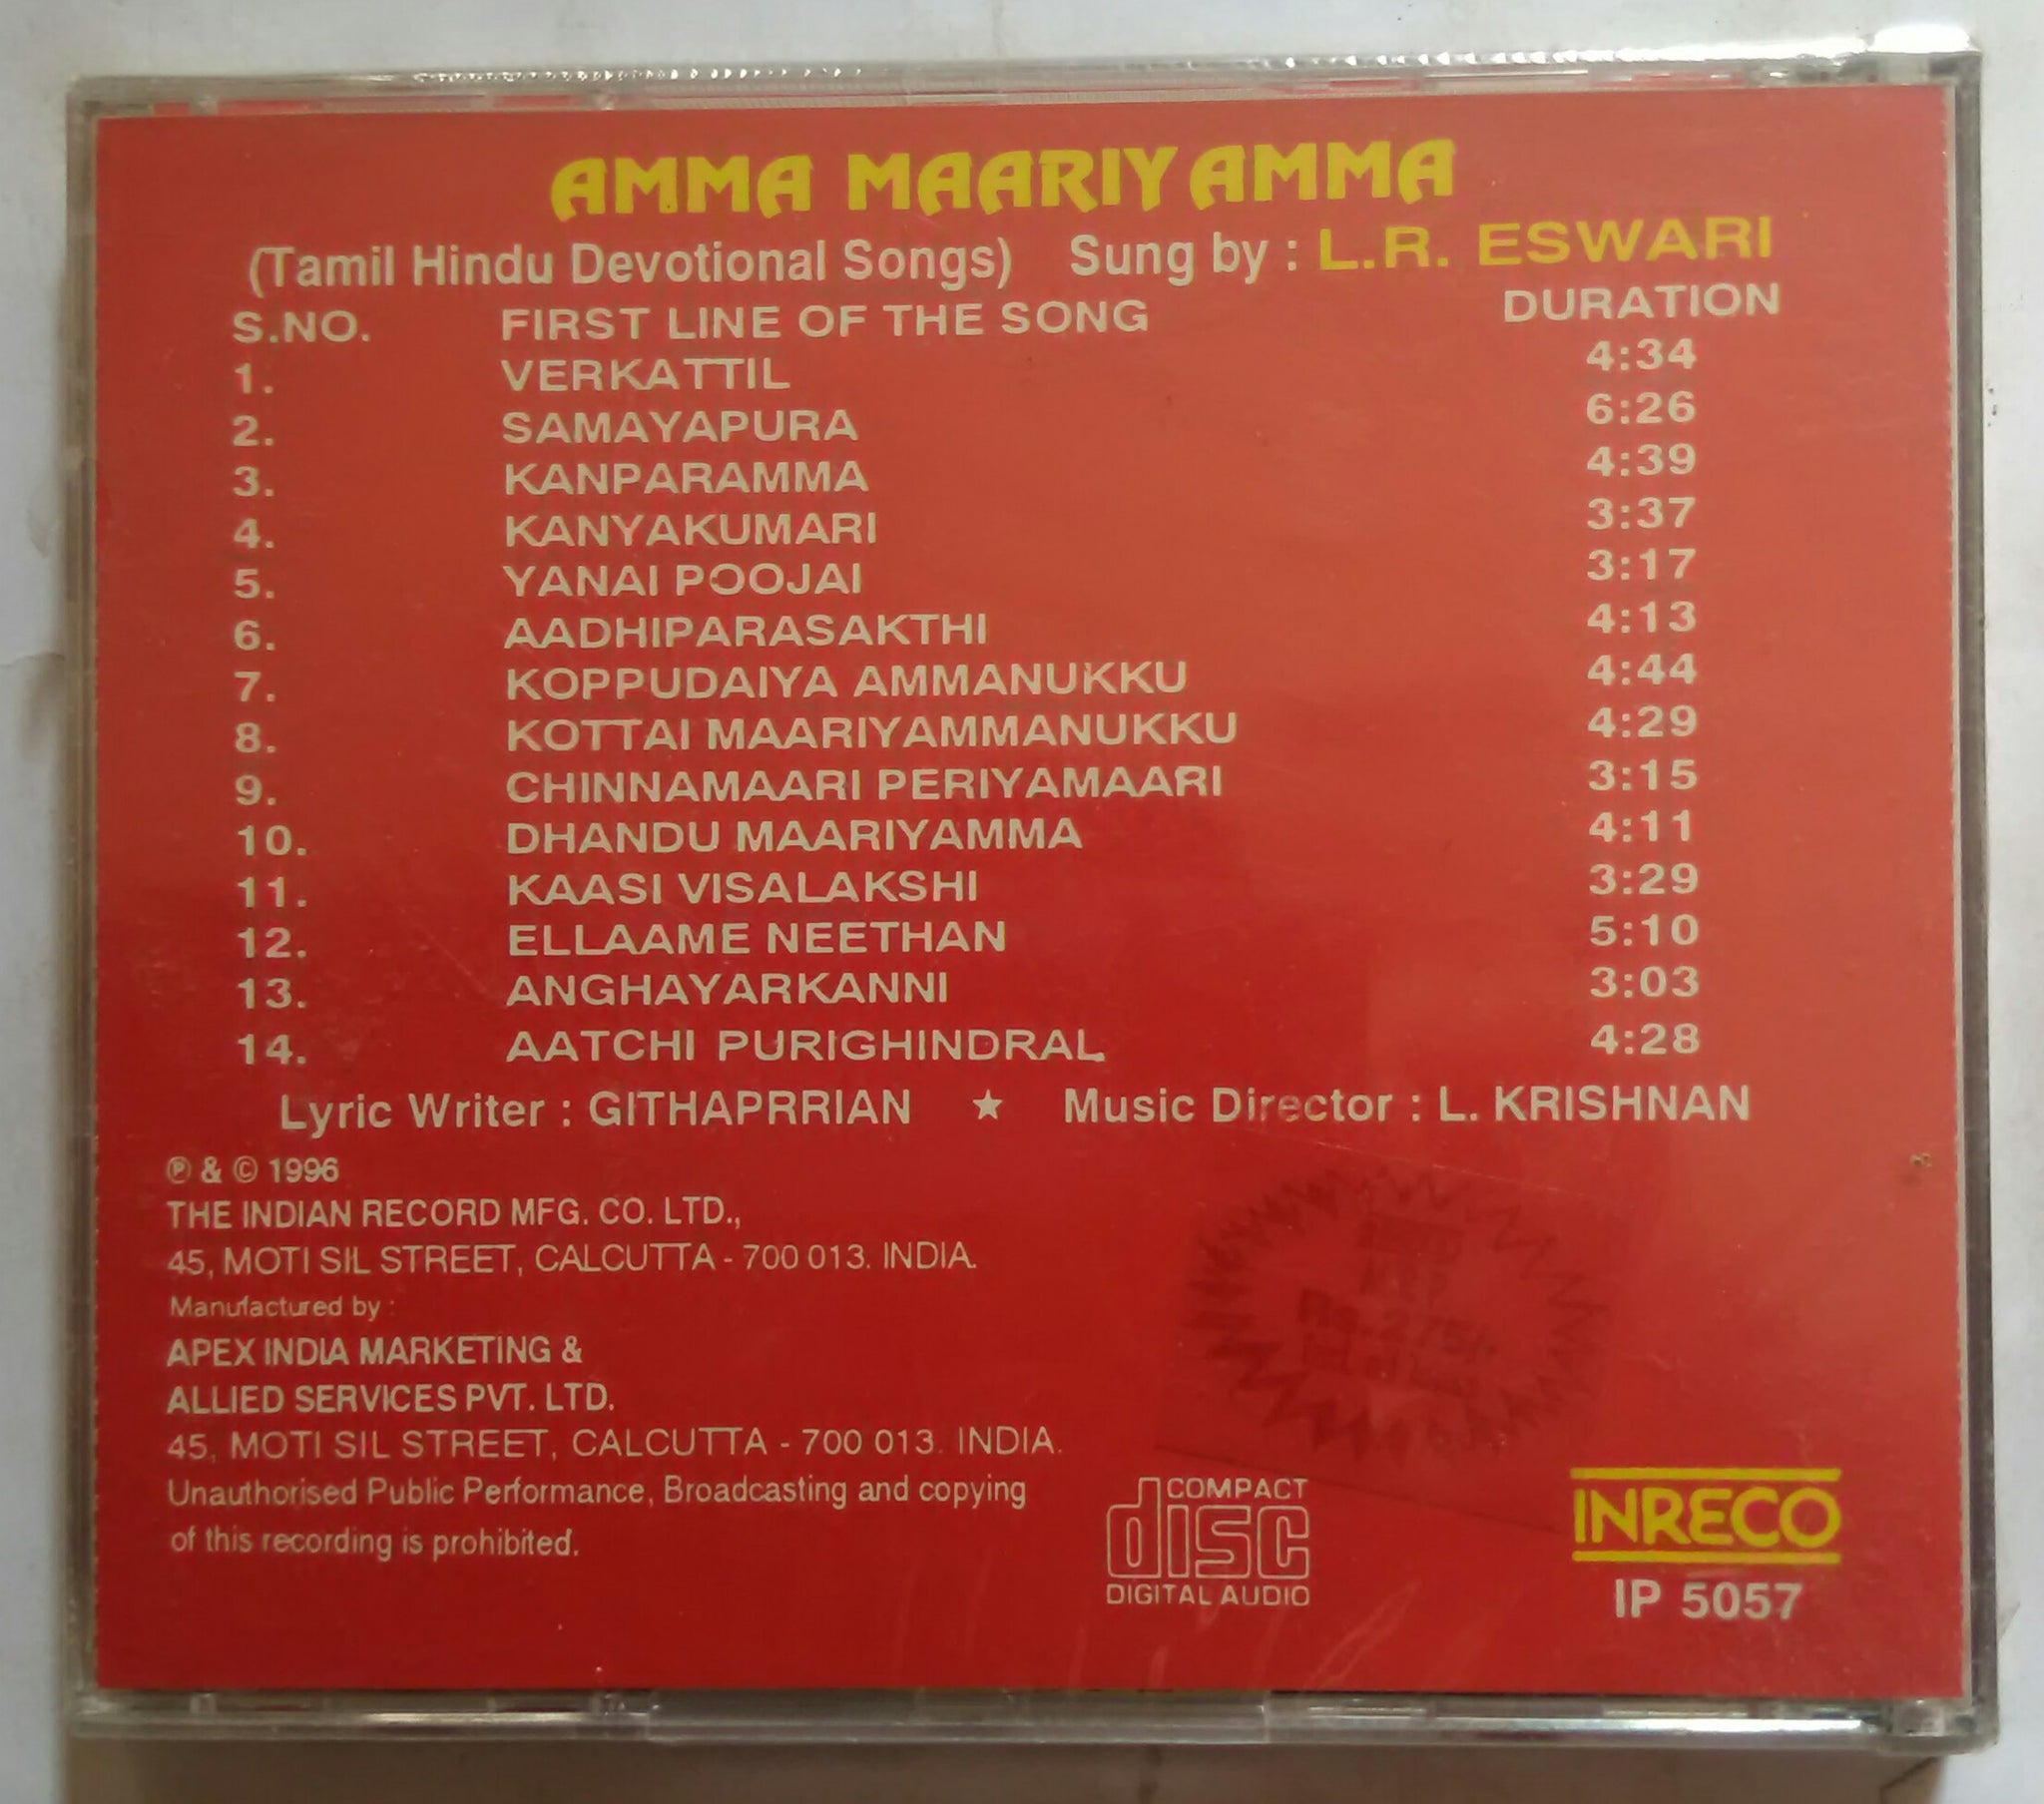 AMMA MAARIYAMMA
(Tamil Hindu Devotional Songs) Sung by : L.R. ESWARI
S.NO. FIRST LINE OF THE SONG DURATION
1. VERKATTIL 4:34
2. SAMAYAPURA 6:26
3. KANPARAMMA 4:39
4. KANYAKUMARI 3:37
5. YANAI POOJAI 3:17
6. AADHIPARASAKTHI 4:13
7. KOPPUDAIYA AMMANUKKU 4:44
8. KOTTAI MAARIYAMMANUKKU 4:29
9. CHINNAMAARI PERIYAMAARI 3:15
10. DHANDU MAARIYAMMA 4:11
11. KAASI VISALAKSHI 3:29
12. ELLAAME NEETHAN 5:10
13. ANGHAYARKANNI 3:03
14. AATCHI PURIGHINDRAL 4:28
Lyric Writer : GITHAPRRIAN ★ Music Director : L. KRISHNAN
℗ & © 1996
THE INDIAN RECORD MFG. CO. LTD.,
45, MOTI SIL STREET, CALCUTTA - 700 013. INDIA.
Manufactured by :
APEX INDIA MARKETING &
ALLIED SERVICES PVT. LTD.
45, MOTI SIL STREET, CALCUTTA - 700 013. INDIA.
Unauthorised Public Performance, Broadcasting and copying
of this recording is prohibited.
COMPACT
disc
DIGITAL AUDIO
INRECO
IP 5057